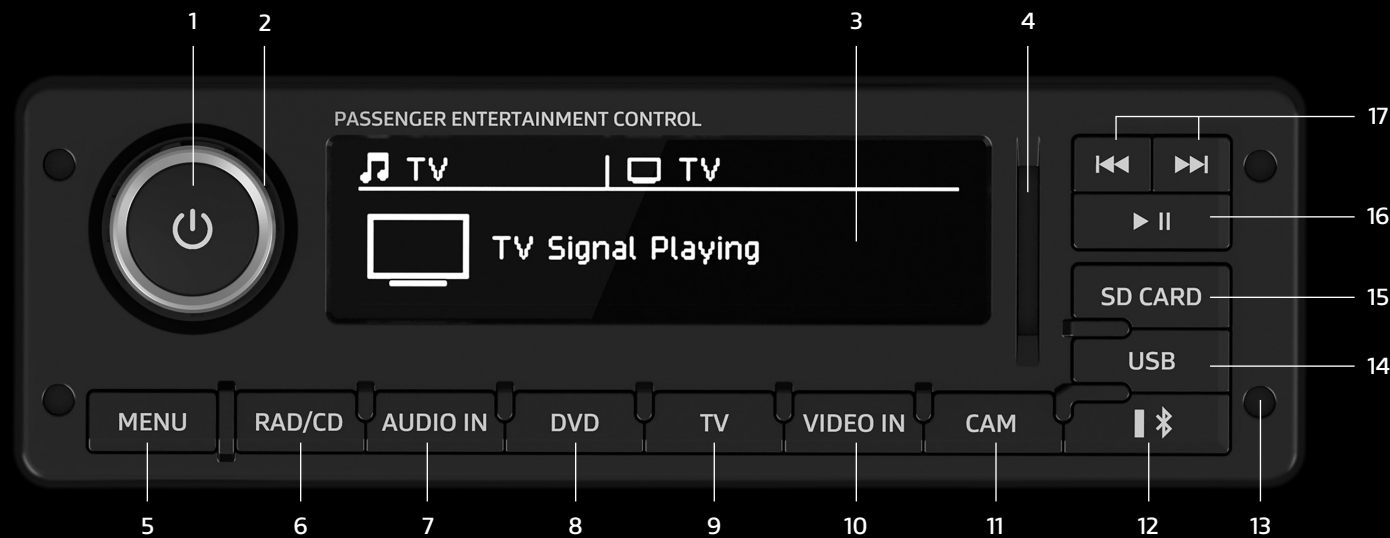 1 2 3 4
PASSENGER ENTERTAINMENT CONTROL
17
TV TV
16
TV Signal Playing
SD CARD 15
USB 14
MENU RAD/CD AUDIO IN DVD TV VIDEO IN CAM
5 6 7 8 9 10 11 12 13